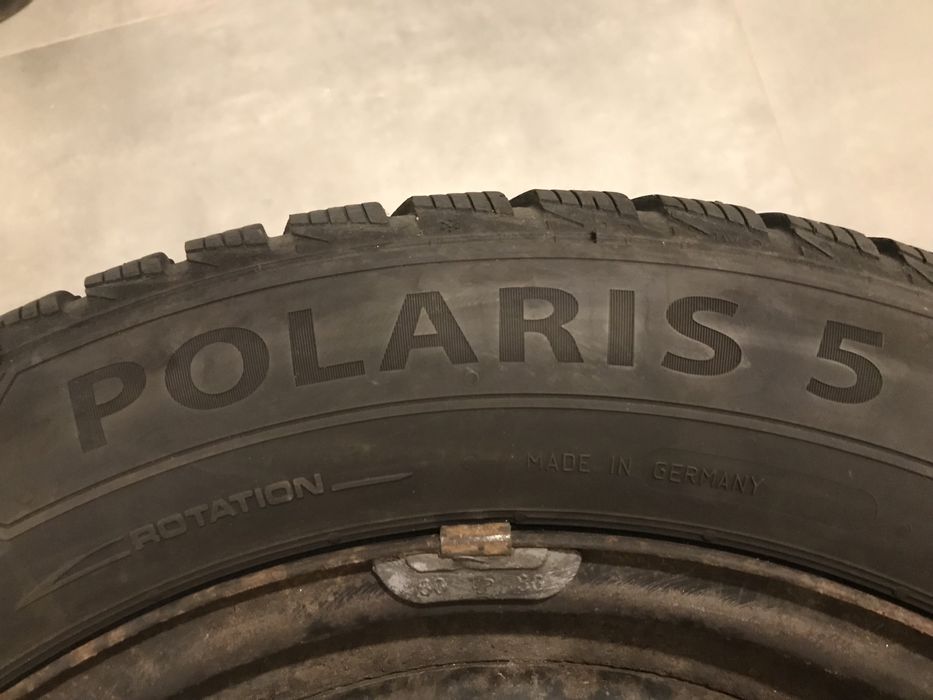 POLARIS 5
ROTATION
MADE IN GERMANY